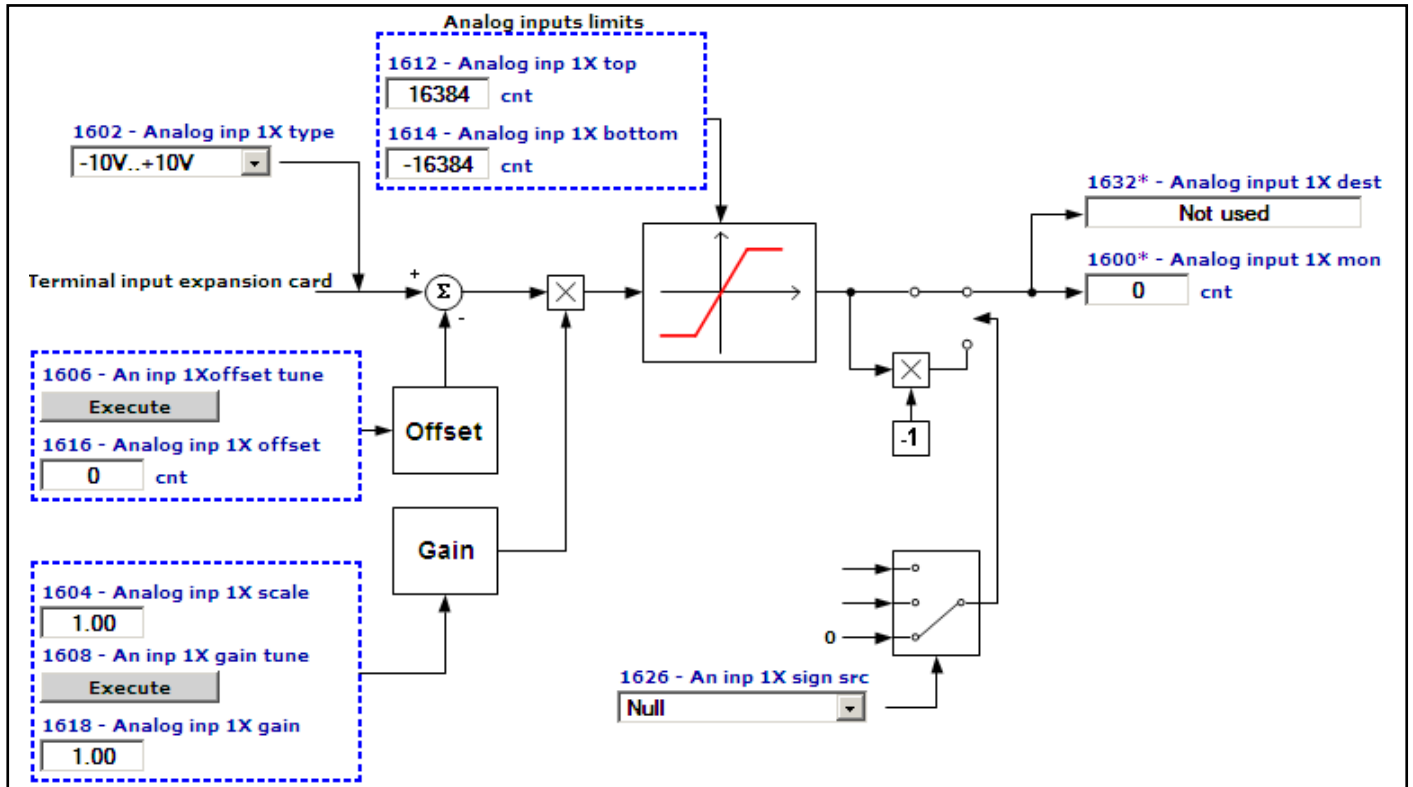 Analog inputs limits
1612 - Analog inp 1X top
16384 cnt
1614 - Analog inp 1X bottom
-16384 cnt
1602 - Analog inp 1X type
-10V..+10V
1632* - Analog input 1X dest
Not used
1600* - Analog input 1X mon
0 cnt
Terminal input expansion card
+
Σ
-
1606 - An inp 1Xoffset tune
Execute
1616 - Analog inp 1X offset
0 cnt
Offset
-1
Gain
1604 - Analog inp 1X scale
1.00
1608 - An inp 1X gain tune
Execute
1618 - Analog inp 1X gain
1.00
0
1626 - An inp 1X sign src
Null